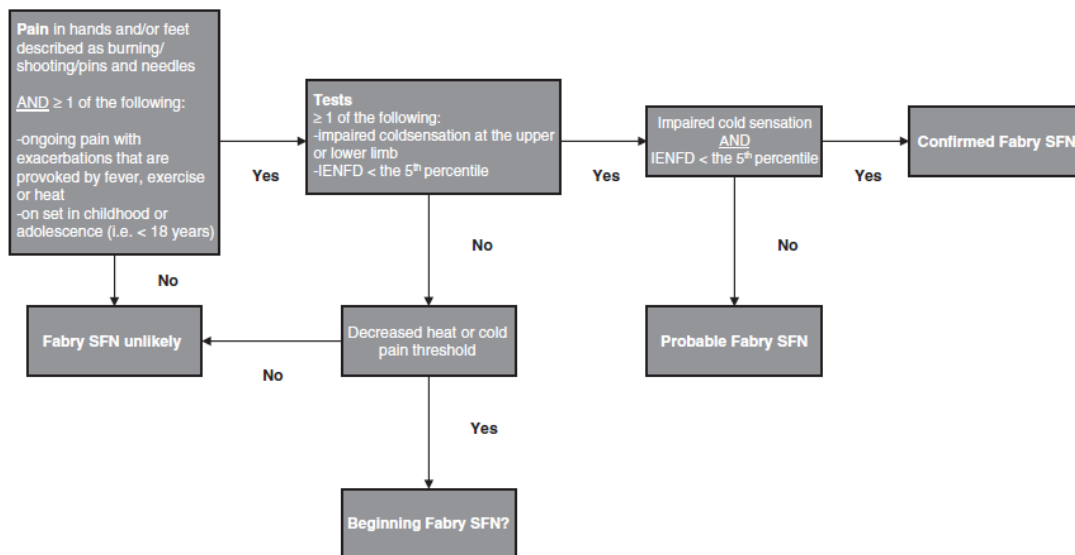 Pain in hands and/or feet
described as burning/
shooting/pins and needles
AND ≥ 1 of the following:
-ongoing pain with
exacerbations that are
provoked by fever, exercise
or heat
-on set in childhood or
adolescence (i.e. < 18 years)
Yes
No
Tests
≥ 1 of the following:
-impaired coldsensation at the upper
or lower limb
-IENFD < the 5th percentile
Yes
No
Impaired cold sensation
AND
IENFD < the 5th percentile
Yes
No
Confirmed Fabry SFN
Fabry SFN unlikely
No
Decreased heat or cold
pain threshold
Yes
Probable Fabry SFN
Beginning Fabry SFN?